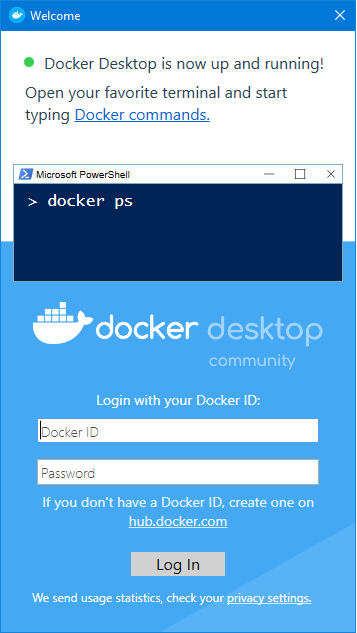 Welcome
Docker Desktop is now up and running!
Open your favorite terminal and start
typing Docker commands.
Microsoft PowerShell
> docker ps
docker desktop
community
Login with your Docker ID:
Docker ID
Password
If you don't have a Docker ID, create one on
hub.docker.com
Log In
We send usage statistics, check your privacy settings.